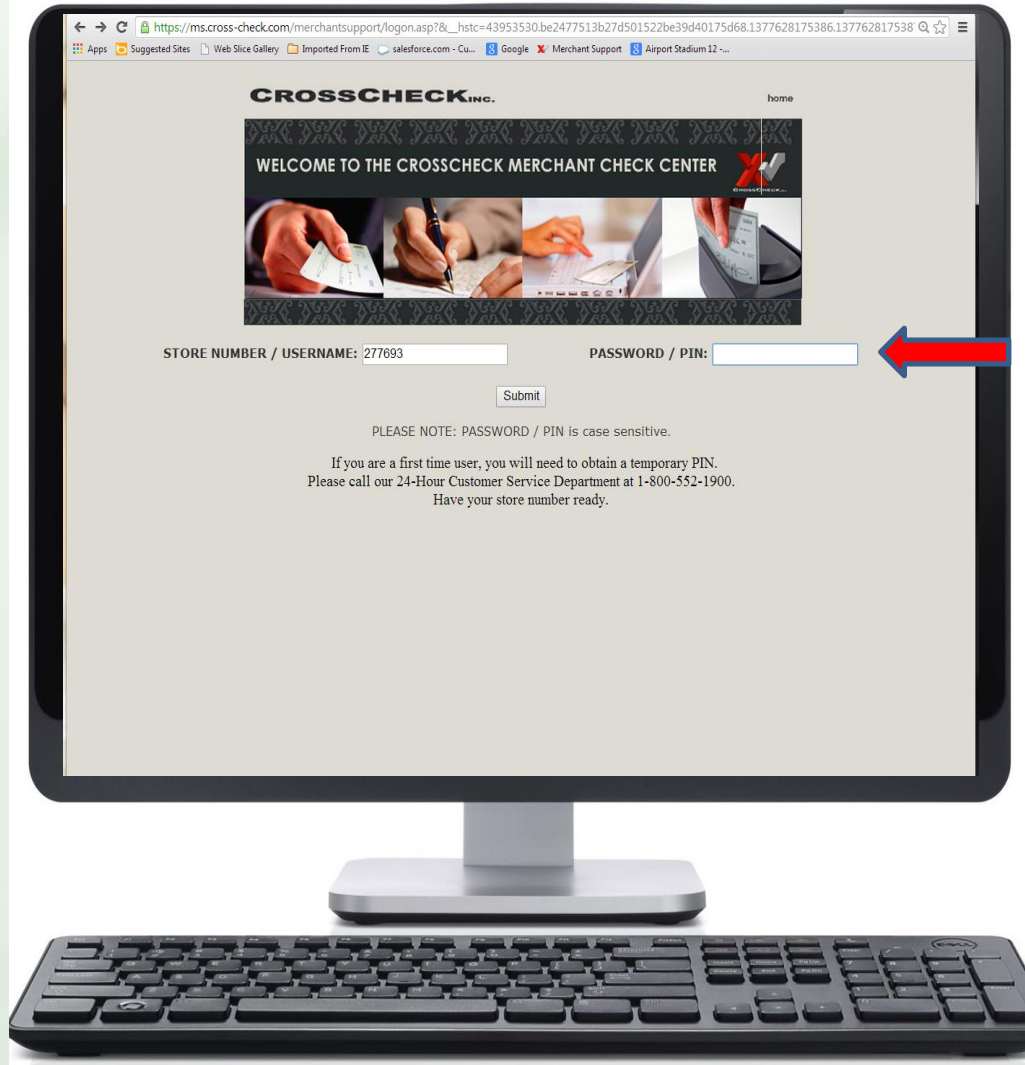 https://ms.cross-check.com/merchantsupport/logon.asp?&__hstc=43953530.be2477513b27d501522be39d40175d68.1377628175386.137762817538
Apps Suggested Sites Web Slice Gallery Imported From IE salesforce.com - Cu... Google Merchant Support Airport Stadium 12 -...
CROSSCHECK INC. home
WELCOME TO THE CROSSCHECK MERCHANT CHECK CENTER
CROSSCHECK INC.
STORE NUMBER / USERNAME: 277693 PASSWORD / PIN:
Submit
PLEASE NOTE: PASSWORD / PIN is case sensitive.
If you are a first time user, you will need to obtain a temporary PIN.
Please call our 24-Hour Customer Service Department at 1-800-552-1900.
Have your store number ready.
DELL